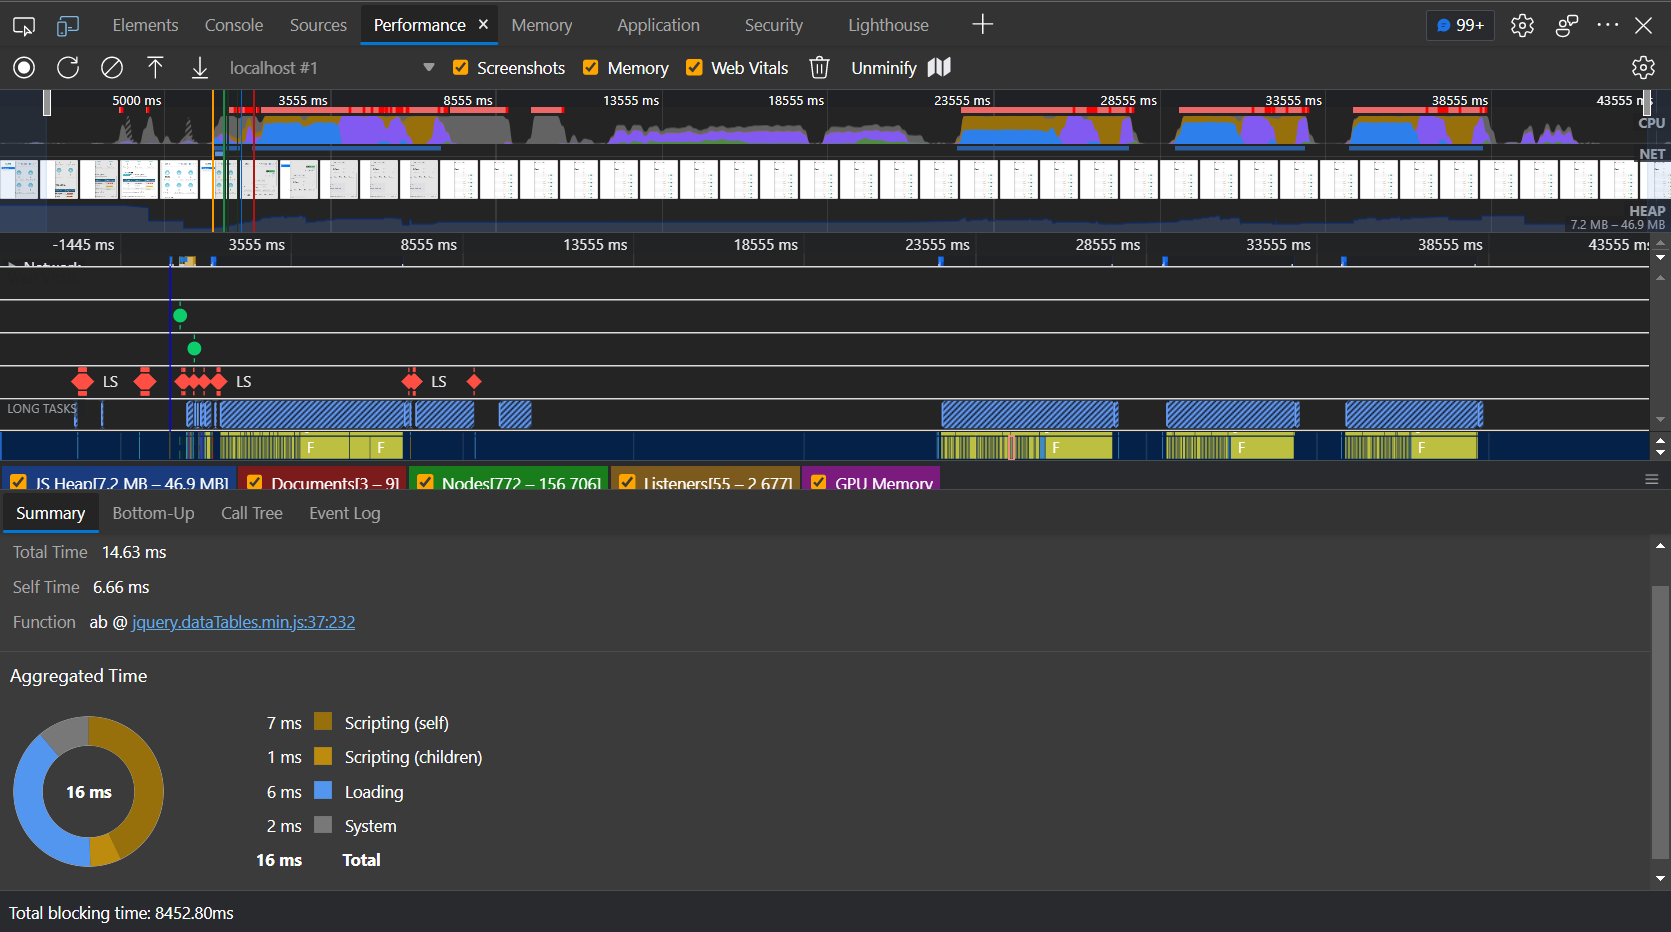 Elements Console Sources Performance × Memory Application Security Lighthouse 99+
localhost #1 Screenshots Memory Web Vitals Unminify
5000 ms 3555 ms 8555 ms 13555 ms 18555 ms 23555 ms 28555 ms 33555 ms 38555 ms 43555 m
CPU
NET
HEAP
7.2 MB – 46.9 MB
-1445 ms 3555 ms 8555 ms 13555 ms 18555 ms 23555 ms 28555 ms 33555 ms 38555 ms 43555 ms
Network
LS LS LS
LONG TASKS
F F F F F
JS Heap[7.2 MB – 46.9 MB] Documents[3 – 9] Nodes[772 – 156 706] Listeners[55 – 2 677] GPU Memory
Summary Bottom-Up Call Tree Event Log
Total Time 14.63 ms
Self Time 6.66 ms
Function ab @ jquery.dataTables.min.js:37:232
Aggregated Time
7 ms Scripting (self)
1 ms Scripting (children)
16 ms 6 ms Loading
2 ms System
16 ms Total
Total blocking time: 8452.80ms